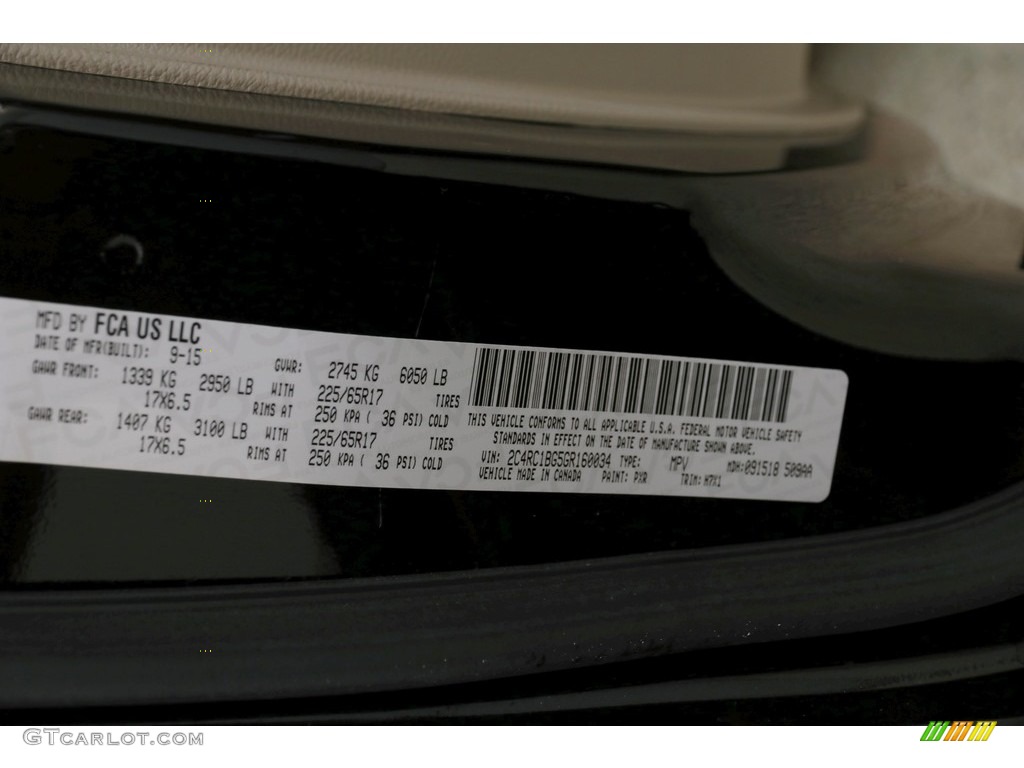 MFD BY FCA US LLC
DATE OF MFR(BUILT): 9-15 GVWR: 2745 KG 6050 LB
GAWR FRONT: 1339 KG 2950 LB WITH 225/65R17 TIRES
17X6.5 RIMS AT 250 KPA ( 36 PSI) COLD
GAWR REAR: 1407 KG 3100 LB WITH 225/65R17 TIRES
17X6.5 RIMS AT 250 KPA ( 36 PSI) COLD
THIS VEHICLE CONFORMS TO ALL APPLICABLE U.S.A. FEDERAL MOTOR VEHICLE SAFETY
STANDARDS IN EFFECT ON THE DATE OF MANUFACTURE SHOWN ABOVE.
VIN: 2C4RC1BG5GR160034 TYPE: MPV MDH:091518 509AA
VEHICLE MADE IN CANADA PAINT: PXR TRIM: H7X1
GTCARLOT.COM